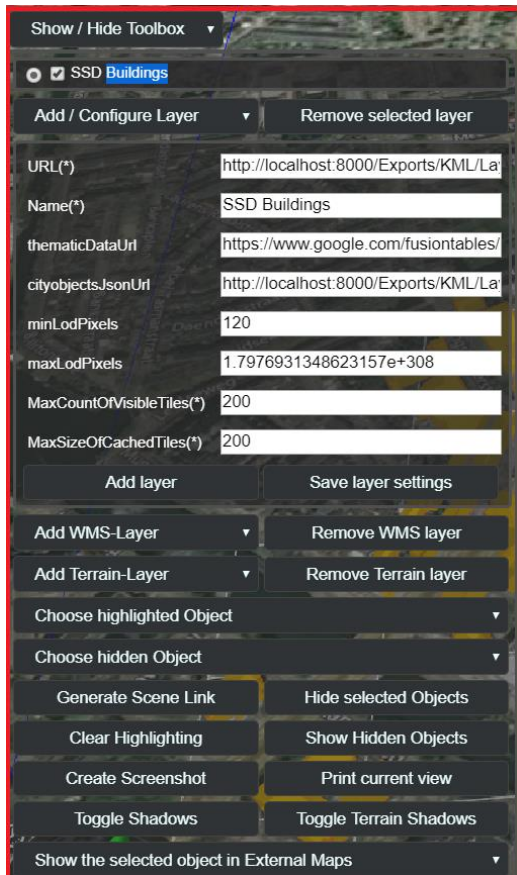 Show / Hide Toolbox
SSD Buildings
Add / Configure Layer Remove selected layer
URL(*) http://localhost:8000/Exports/KML/Lay
Name(*) SSD Buildings
thematicDataUrl https://www.google.com/fusiontables/
cityobjectsJsonUrl http://localhost:8000/Exports/KML/Lay
minLodPixels 120
maxLodPixels 1.7976931348623157e+308
MaxCountOfVisibleTiles(*) 200
MaxSizeOfCachedTiles(*) 200
Add layer Save layer settings
Add WMS-Layer Remove WMS layer
Add Terrain-Layer Remove Terrain layer
Choose highlighted Object
Choose hidden Object
Generate Scene Link Hide selected Objects
Clear Highlighting Show Hidden Objects
Create Screenshot Print current view
Toggle Shadows Toggle Terrain Shadows
Show the selected object in External Maps